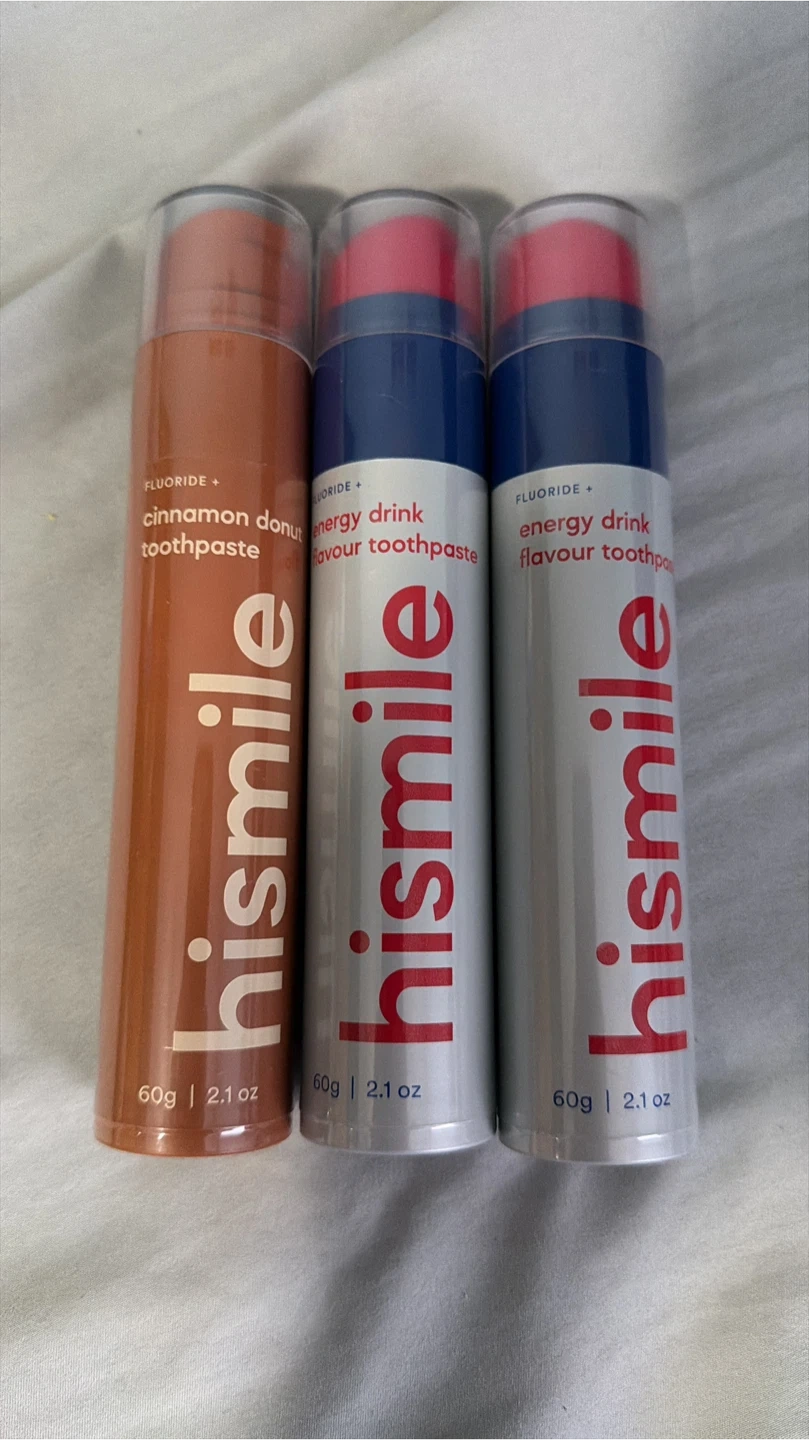 FLUORIDE +
cinnamon donut
toothpaste
hismile
60g | 2.1 oz
FLUORIDE +
energy drink
flavour toothpaste
hismile
60g | 2.1 oz
FLUORIDE +
energy drink
flavour toothpas
hismile
60g | 2.1 oz